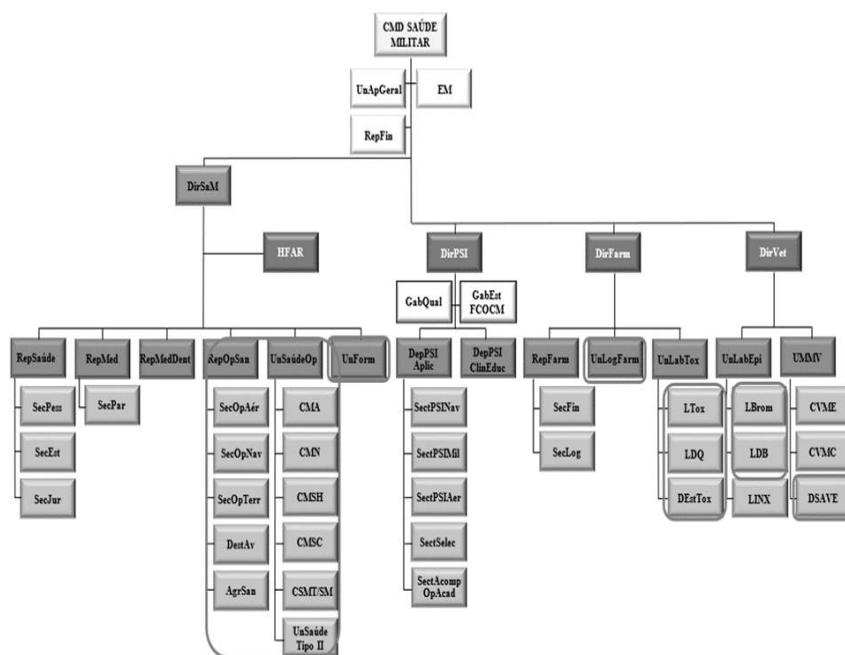 CMD SAÚDE
MILITAR
UnApGeral
EM
RepFin
DirSaM
HFAR
DirPSI
DirFarm
DirVet
GabQual
GabEst
FCOCM
RepSaúde
RepMed
RepMedDent
RepOpSan
UnSaúdeOp
UnForm
DepPSI
Aplic
DepPSI
ClinEduc
RepFarm
UnLogFarm
UnLabTox
UnLabEpi
UMMV
SecPess
SecPar
SecOpAér
CMA
SectPSINav
SecFin
LTox
LBrom
CVME
SecEst
SecOpNav
CMN
SectPSIMil
SecLog
LDQ
LDB
CVMC
SecJur
SecOpTerr
CMSH
SectPSIAer
DEstTox
LINX
DSAVE
DestAv
CMSC
SectSelec
AgrSan
CSMT/SM
SectAcomp
OpAcad
UnSaúde
Tipo II